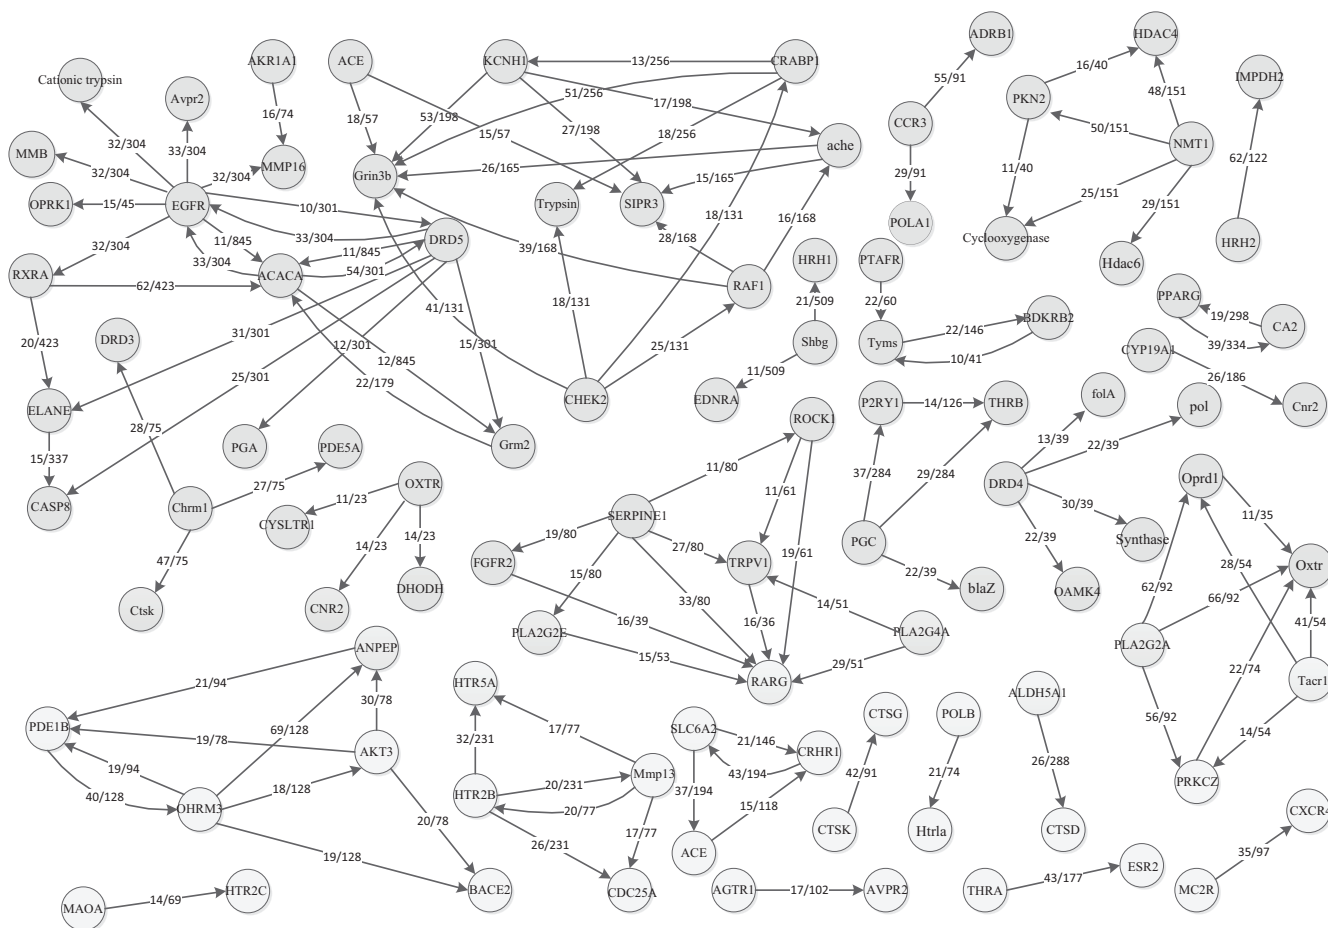 ADRB1
HDAC4
AKR1A1
ACE
KCNH1
13/256
CRABP1
Cationic trypsin
55/91
16/40
IMPDH2
Avpr2
51/256
17/198
PKN2
48/151
16/74
18/57
53/198
CCR3
50/151
27/198
15/57
18/256
ache
NMT1
32/304
33/304
MMB
MMP16
26/165
11/40
62/122
32/304
32/304
Grin3b
15/165
29/91
25/151
OPRK1
15/45
EGFR
10/301
Trypsin
SIPR3
29/151
18/131
16/168
POLA1
Cyclooxygenase
32/304
11/845
33/304
DRD5
39/168
28/168
HRH2
11/845
HRH1
PTAFR
Hdac6
33/304
RXRA
ACACA
54/301
62/423
RAF1
PPARG
41/131
18/131
21/509
22/60
19/298
CA2
31/301
20/423
DRD3
12/301
15/301
Shbg
Tyms
22/146
BDKRB2
39/334
CYP19A1
12/845
25/131
10/41
25/301
22/179
11/509
26/186
ELANE
CHEK2
EDNRA
P2RY1
14/126
THRB
folA
pol
Cnr2
28/75
ROCK1
PGA
PDE5A
Grm2
13/39
22/39
15/337
11/80
37/284
29/284
27/75
OXTR
DRD4
Oprd1
11/61
11/23
30/39
CASP8
Chrm1
11/35
CYSLTR1
SERPINE1
19/80
27/80
PGC
Synthase
14/23
14/23
19/61
22/39
47/75
FGFR2
TRPV1
28/54
Oxtr
15/80
22/39
DHODH
blaZ
OAMK4
62/92
33/80
14/51
66/92
Ctsk
CNR2
16/39
16/36
41/54
PLA2G2E
PLA2G4A
PLA2G2A
ANPEP
15/53
29/51
22/74
21/94
HTR5A
RARG
Tacr1
30/78
ALDH5A1
CTSG
POLB
56/92
PDE1B
69/128
17/77
SLC6A2
14/54
19/78
32/231
21/146
AKT3
CRHR1
19/94
43/194
26/288
42/91
21/74
Mmp13
40/128
18/128
20/231
37/194
PRKCZ
HTR2B
15/118
OHRM3
20/77
CXCR4
20/78
17/77
CTSK
Htrla
CTSD
26/231
ACE
35/97
19/128
ESR2
43/177
BACE2
CDC25A
AGTR1
17/102
AVPR2
THRA
MC2R
HTR2C
14/69
MAOA